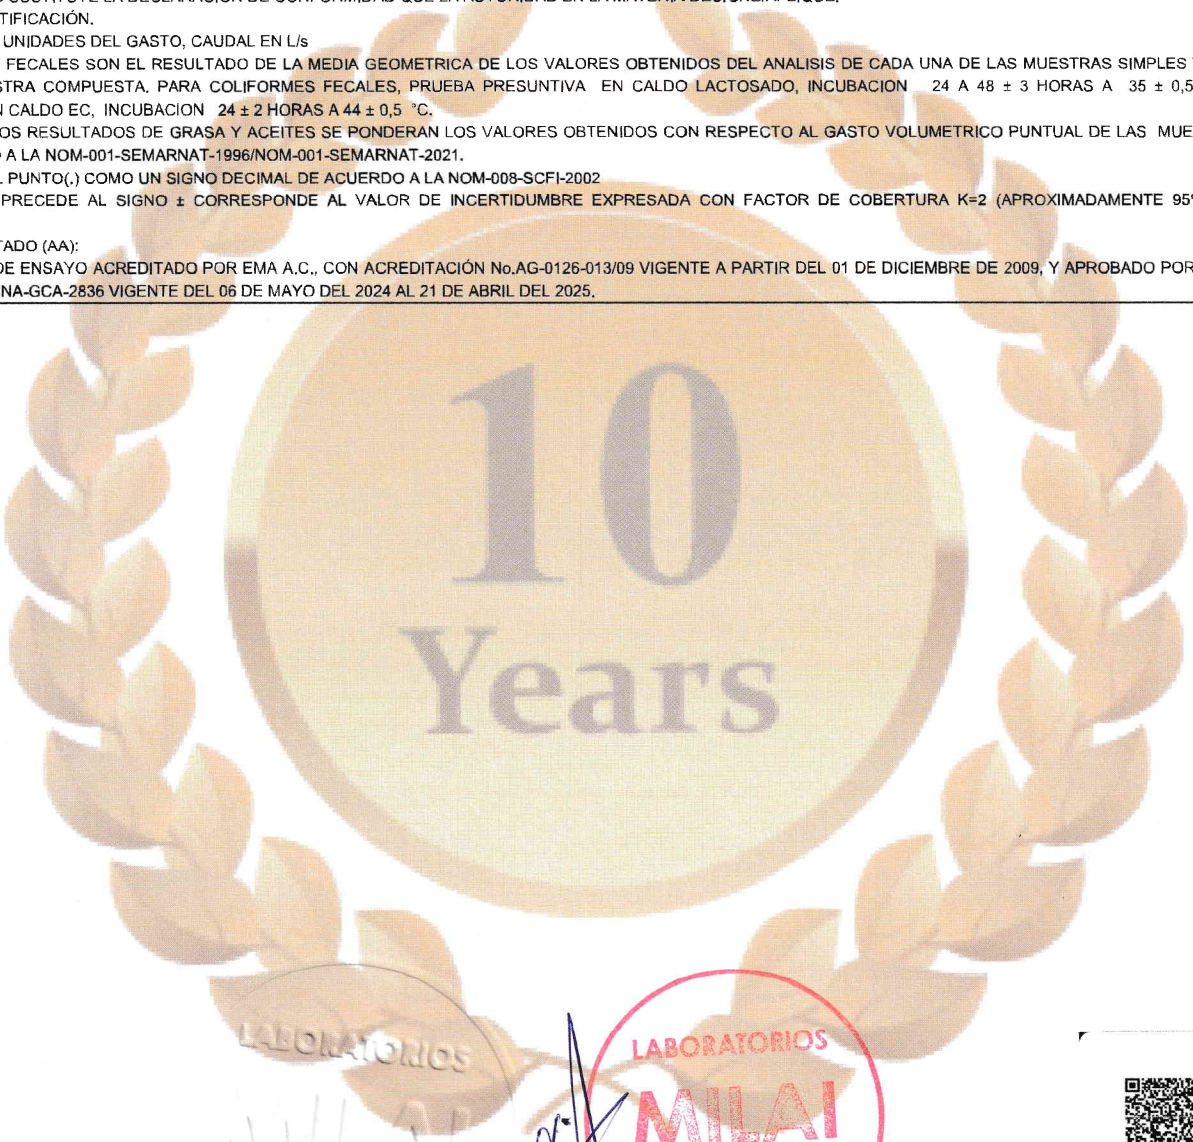 TIFICACIÓN.
UNIDADES DEL GASTO, CAUDAL EN L/s
FECALES SON EL RESULTADO DE LA MEDIA GEOMETRICA DE LOS VALORES OBTENIDOS DEL ANALISIS DE CADA UNA DE LAS MUESTRAS SIMPLES
STRA COMPUESTA. PARA COLIFORMES FECALES, PRUEBA PRESUNTIVA EN CALDO LACTOSADO, INCUBACION 24 A 48 ± 3 HORAS A 35 ± 0,5
N CALDO EC, INCUBACION 24 ± 2 HORAS A 44 ± 0,5 °C.
OS RESULTADOS DE GRASA Y ACEITES SE PONDERAN LOS VALORES OBTENIDOS CON RESPECTO AL GASTO VOLUMETRICO PUNTUAL DE LAS MUE
A LA NOM-001-SEMARNAT-1996/NOM-001-SEMARNAT-2021.
L PUNTO(.) COMO UN SIGNO DECIMAL DE ACUERDO A LA NOM-008-SCFI-2002
PRECEDE AL SIGNO ± CORRESPONDE AL VALOR DE INCERTIDUMBRE EXPRESADA CON FACTOR DE COBERTURA K=2 (APROXIMADAMENTE 95%
TADO (AA):
DE ENSAYO ACREDITADO POR EMA A.C., CON ACREDITACIÓN No.AG-0126-013/09 VIGENTE A PARTIR DEL 01 DE DICIEMBRE DE 2009, Y APROBADO POR
NA-GCA-2836 VIGENTE DEL 06 DE MAYO DEL 2024 AL 21 DE ABRIL DEL 2025.
10
Years
LABORATORIOS
MILAI
LABORATORIOS
MILAI